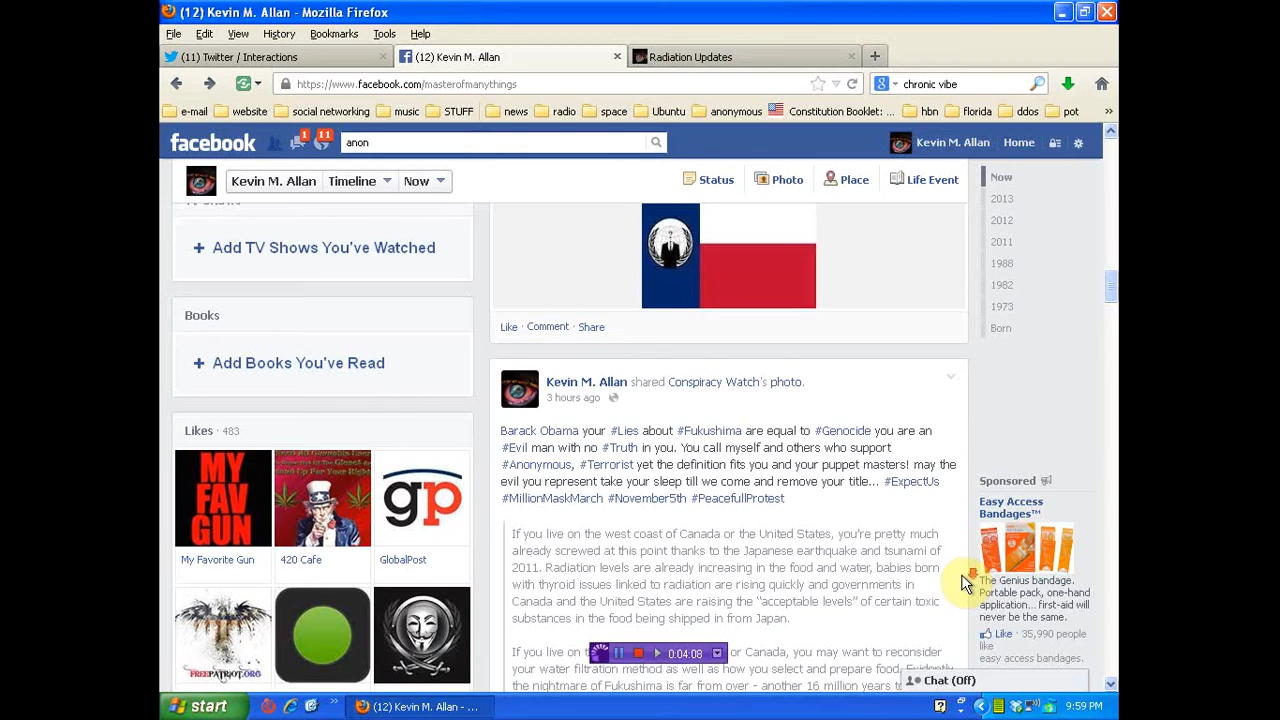 (12) Kevin M. Allan - Mozilla Firefox
File Edit View History Bookmarks Tools Help
(11) Twitter / Interactions
(12) Kevin M. Allan
Radiation Updates
https://www.facebook.com/masterofmanythings
chronic vibe
e-mail website social networking music STUFF news radio space Ubuntu anonymous Constitution Booklet: ... hbn florida ddos pot »
facebook
1
11
anon
Kevin M. Allan Home
Kevin M. Allan Timeline Now
Status Photo Place Life Event
Now
2013
2012
2011
1988
1982
1973
Born
TV Shows
+ Add TV Shows You've Watched
Books
+ Add Books You've Read
Likes · 483
MY
FAV
GUN
My Favorite Gun
420 Cafe
gp
GlobalPost
FREEPATRIOT.ORG
Like · Comment · Share
Kevin M. Allan shared Conspiracy Watch's photo.
3 hours ago
Barack Obama your #Lies about #Fukushima are equal to #Genocide you are an
#Evil man with no #Truth in you. You call myself and others who support
#Anonymous, #Terrorist yet the definition fits you and your puppet masters! may the
evil you represent take your sleep till we come and remove your title... #ExpectUs
#MillionMaskMarch #November5th #PeacefullProtest
If you live on the west coast of Canada or the United States, you're pretty much
already screwed at this point thanks to the Japanese earthquake and tsunami of
2011. Radiation levels are already increasing in the food and water, babies born
with thyroid issues linked to radiation are rising quickly and governments in
Canada and the United States are raising the "acceptable levels" of certain toxic
substances in the food being shipped in from Japan.
If you live on or Canada, you may want to reconsider
your water filtration method as well as how you select and prepare food. Evidently
the nightmare of Fukushima is far from over - another 16 million years to
0:04:08
Sponsored
Easy Access
Bandages™
The Genius bandage.
Portable pack, one-hand
application... first-aid will
never be the same.
Like · 35,990 people
like
easy access bandages.
Chat (Off)
start
(12) Kevin M. Allan - ...
9:59 PM